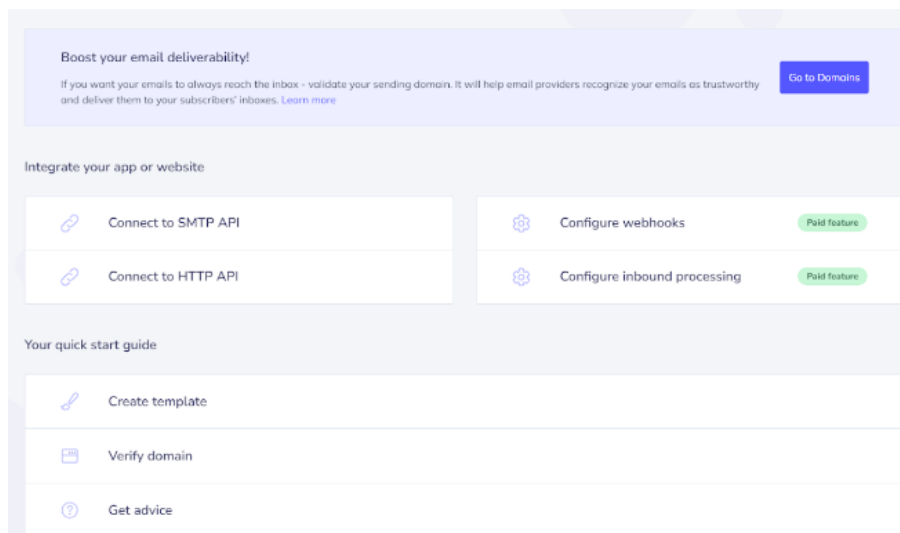 Boost your email deliverability!
If you want your emails to always reach the inbox - validate your sending domain. It will help email providers recognize your emails as trustworthy
and deliver them to your subscribers' inboxes. Learn more
Go to Domains
Integrate your app or website
Connect to SMTP API
Configure webhooks
Paid feature
Connect to HTTP API
Configure inbound processing
Paid feature
Your quick start guide
Create template
Verify domain
Get advice